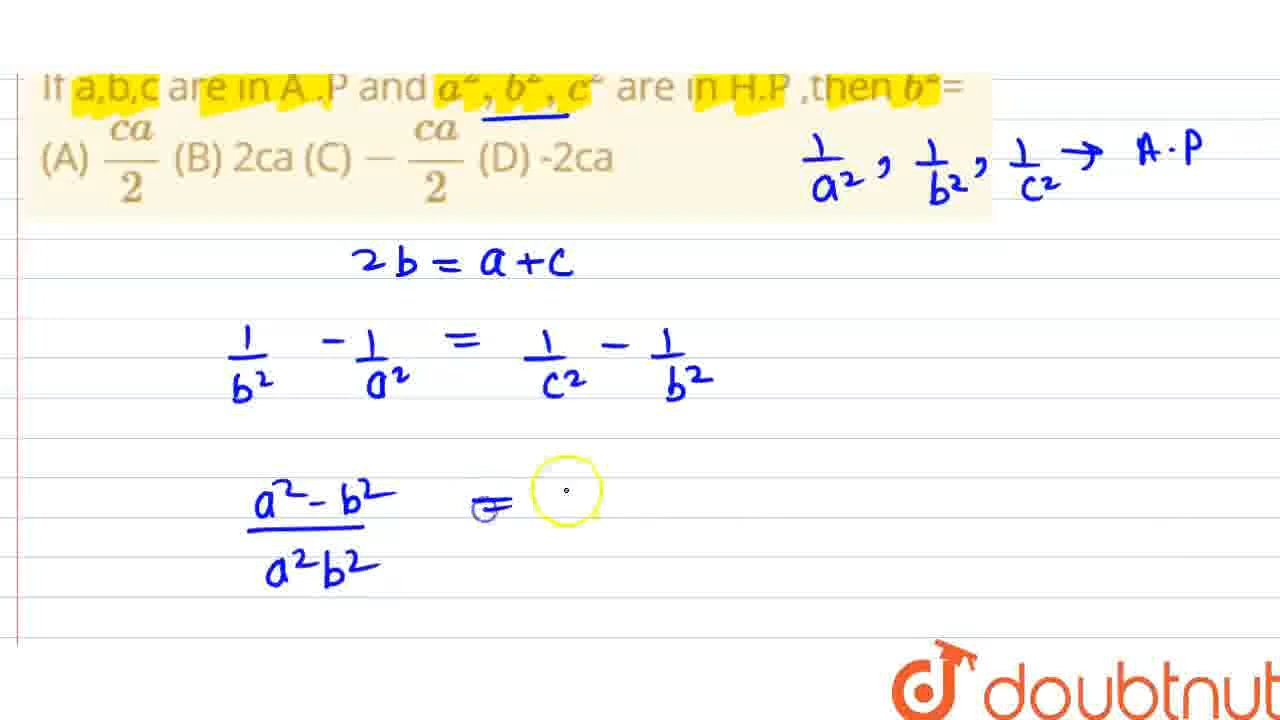 If a,b,c are in A .P and a², b², c² are in H.P ,then b²=
(A) ca/2 (B) 2ca (C) − ca/2 (D) -2ca
1/a², 1/b², 1/c² → A.P
2b = a + c
1/b² - 1/a² = 1/c² - 1/b²
a² - b² / a²b² =
doubtnut